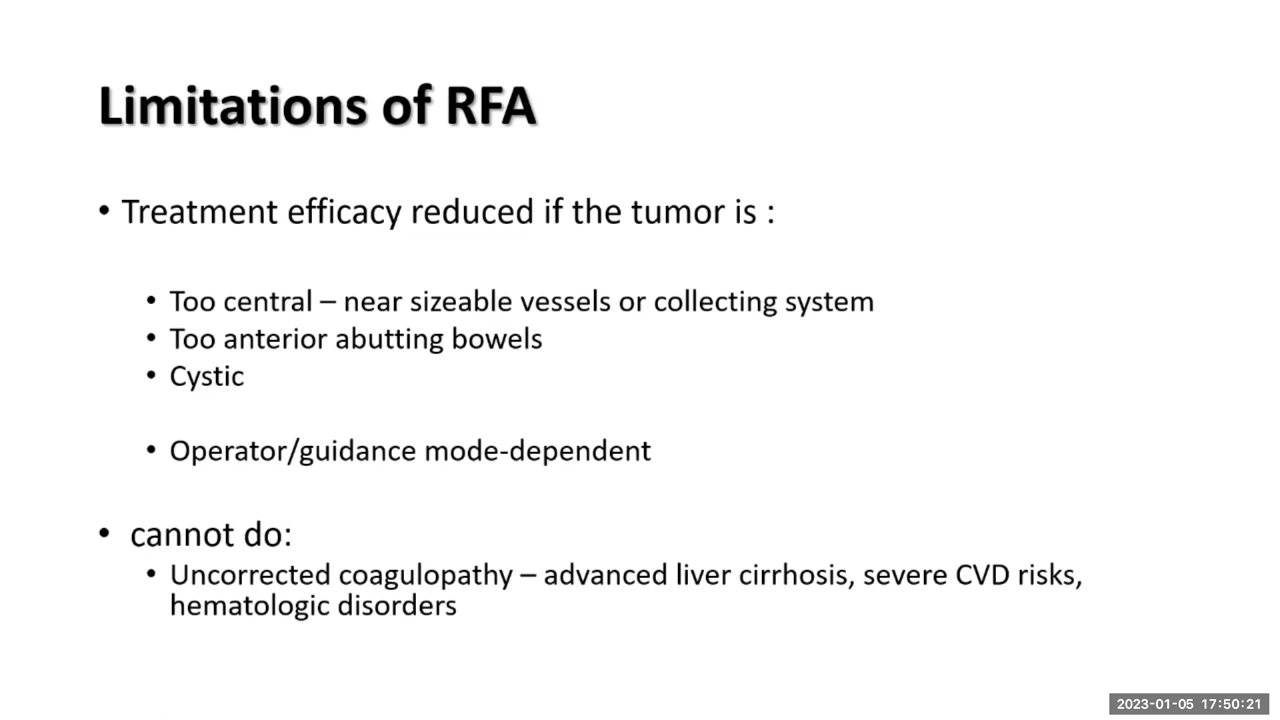 Limitations of RFA
• Treatment efficacy reduced if the tumor is :
• Too central – near sizeable vessels or collecting system
• Too anterior abutting bowels
• Cystic
• Operator/guidance mode-dependent
• cannot do:
• Uncorrected coagulopathy – advanced liver cirrhosis, severe CVD risks,
hematologic disorders
2023-01-05 17:50:21